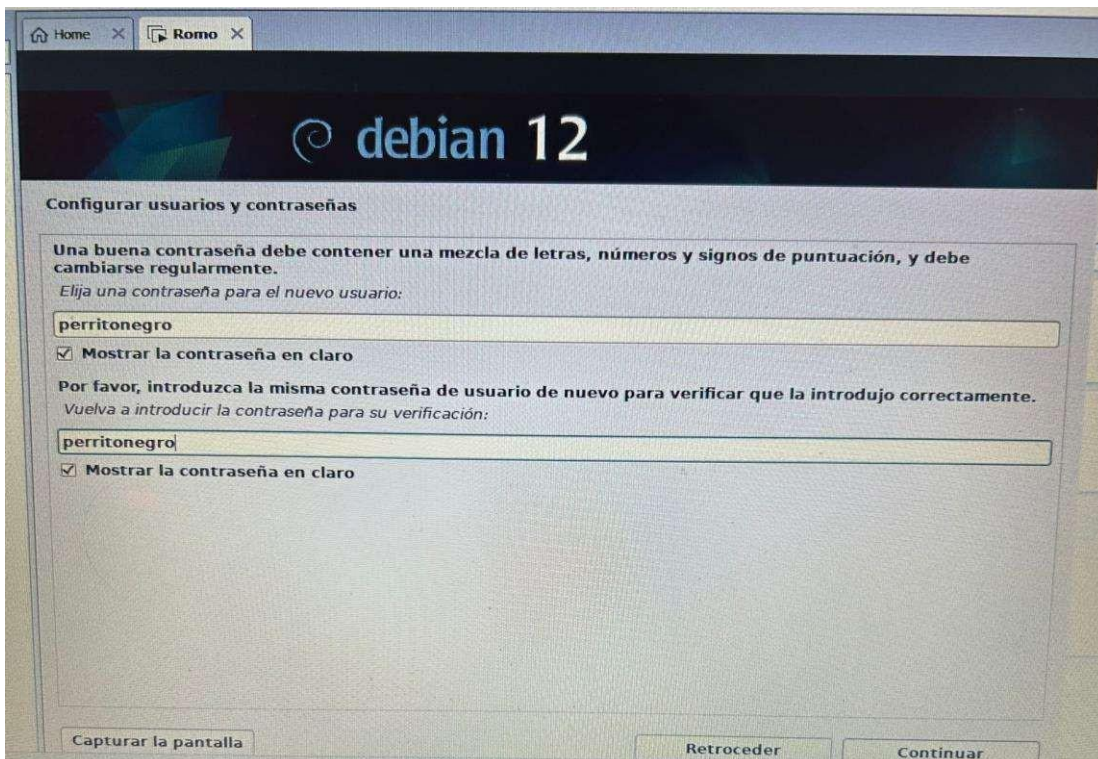 Home
Romo
debian 12
Configurar usuarios y contraseñas
Una buena contraseña debe contener una mezcla de letras, números y signos de puntuación, y debe
cambiarse regularmente.
Elija una contraseña para el nuevo usuario:
perritonegro
Mostrar la contraseña en claro
Por favor, introduzca la misma contraseña de usuario de nuevo para verificar que la introdujo correctamente.
Vuelva a introducir la contraseña para su verificación:
perritonegro
Mostrar la contraseña en claro
Capturar la pantalla
Retroceder
Continuar